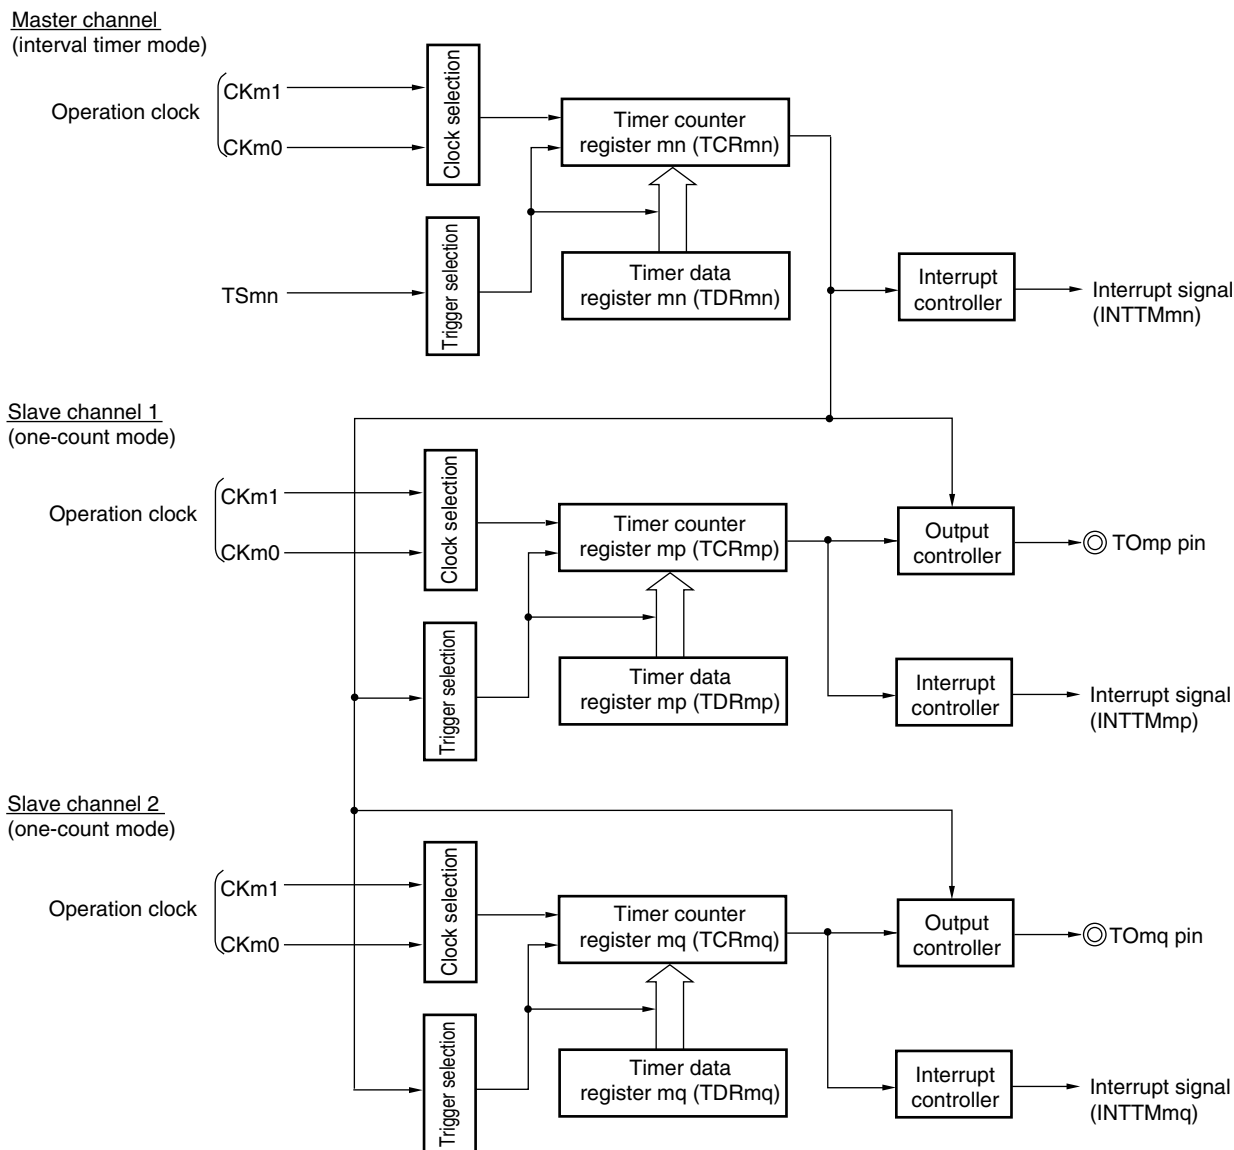 Master channel
(interval timer mode)
Operation clock
CKm1
CKm0
Clock selection
Timer counter
register mn (TCRmn)
TSmn
Trigger selection
Timer data
register mn (TDRmn)
Interrupt
controller
Interrupt signal
(INTTMmn)
Slave channel 1
(one-count mode)
Operation clock
CKm1
CKm0
Clock selection
Timer counter
register mp (TCRmp)
Output
controller
TOmp pin
Trigger selection
Timer data
register mp (TDRmp)
Interrupt
controller
Interrupt signal
(INTTMmp)
Slave channel 2
(one-count mode)
Operation clock
CKm1
CKm0
Clock selection
Timer counter
register mq (TCRmq)
Output
controller
TOmq pin
Trigger selection
Timer data
register mq (TDRmq)
Interrupt
controller
Interrupt signal
(INTTMmq)